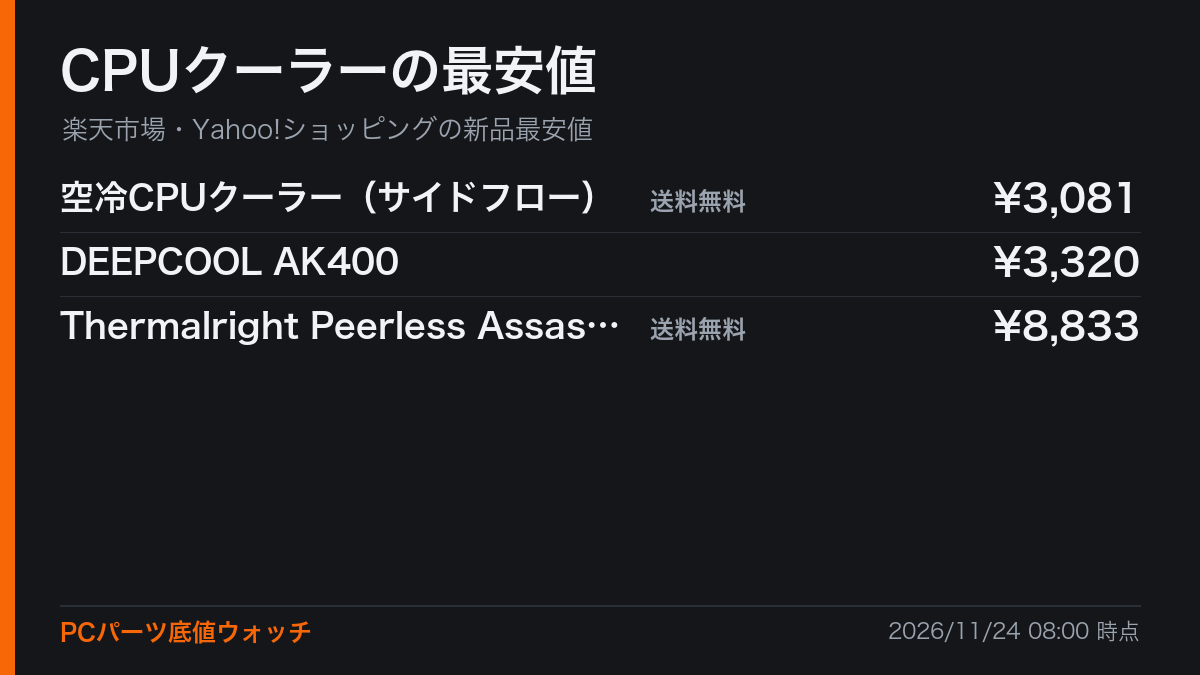 CPUクーラーの最安値
楽天市場・Yahoo!ショッピングの新品最安値
空冷CPUクーラー（サイドフロー） 送料無料 ¥3,081
DEEPCOOL AK400 ¥3,320
Thermalright Peerless Assas… 送料無料 ¥8,833
PCパーツ底値ウォッチ 2026/11/24 08:00 時点